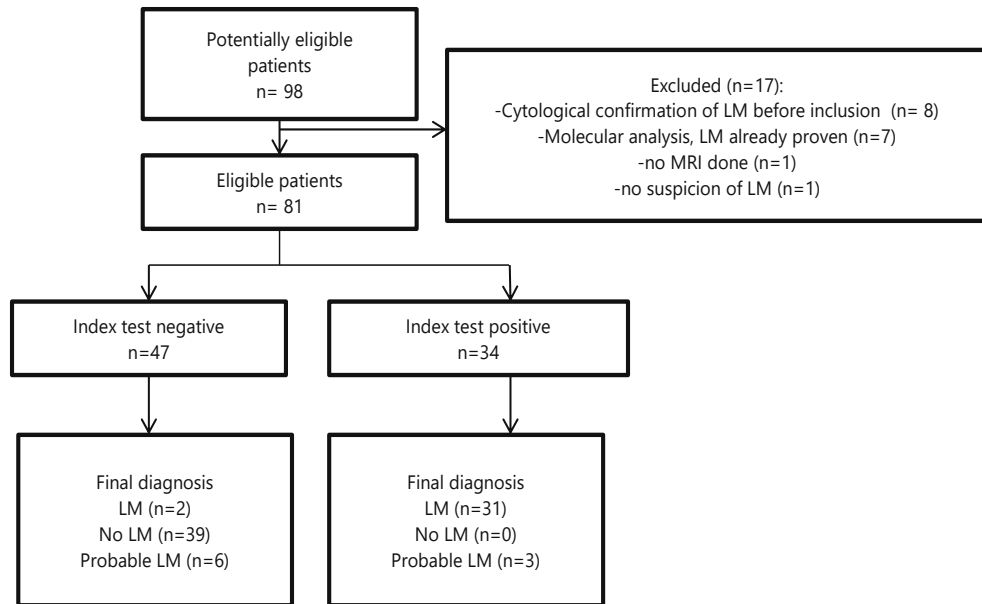 Potentially eligible
patients
n= 98
Excluded (n=17):
-Cytological confirmation of LM before inclusion (n= 8)
-Molecular analysis, LM already proven (n=7)
-no MRI done (n=1)
-no suspicion of LM (n=1)
Eligible patients
n= 81
Index test negative
n=47
Index test positive
n=34
Final diagnosis
LM (n=2)
No LM (n=39)
Probable LM (n=6)
Final diagnosis
LM (n=31)
No LM (n=0)
Probable LM (n=3)